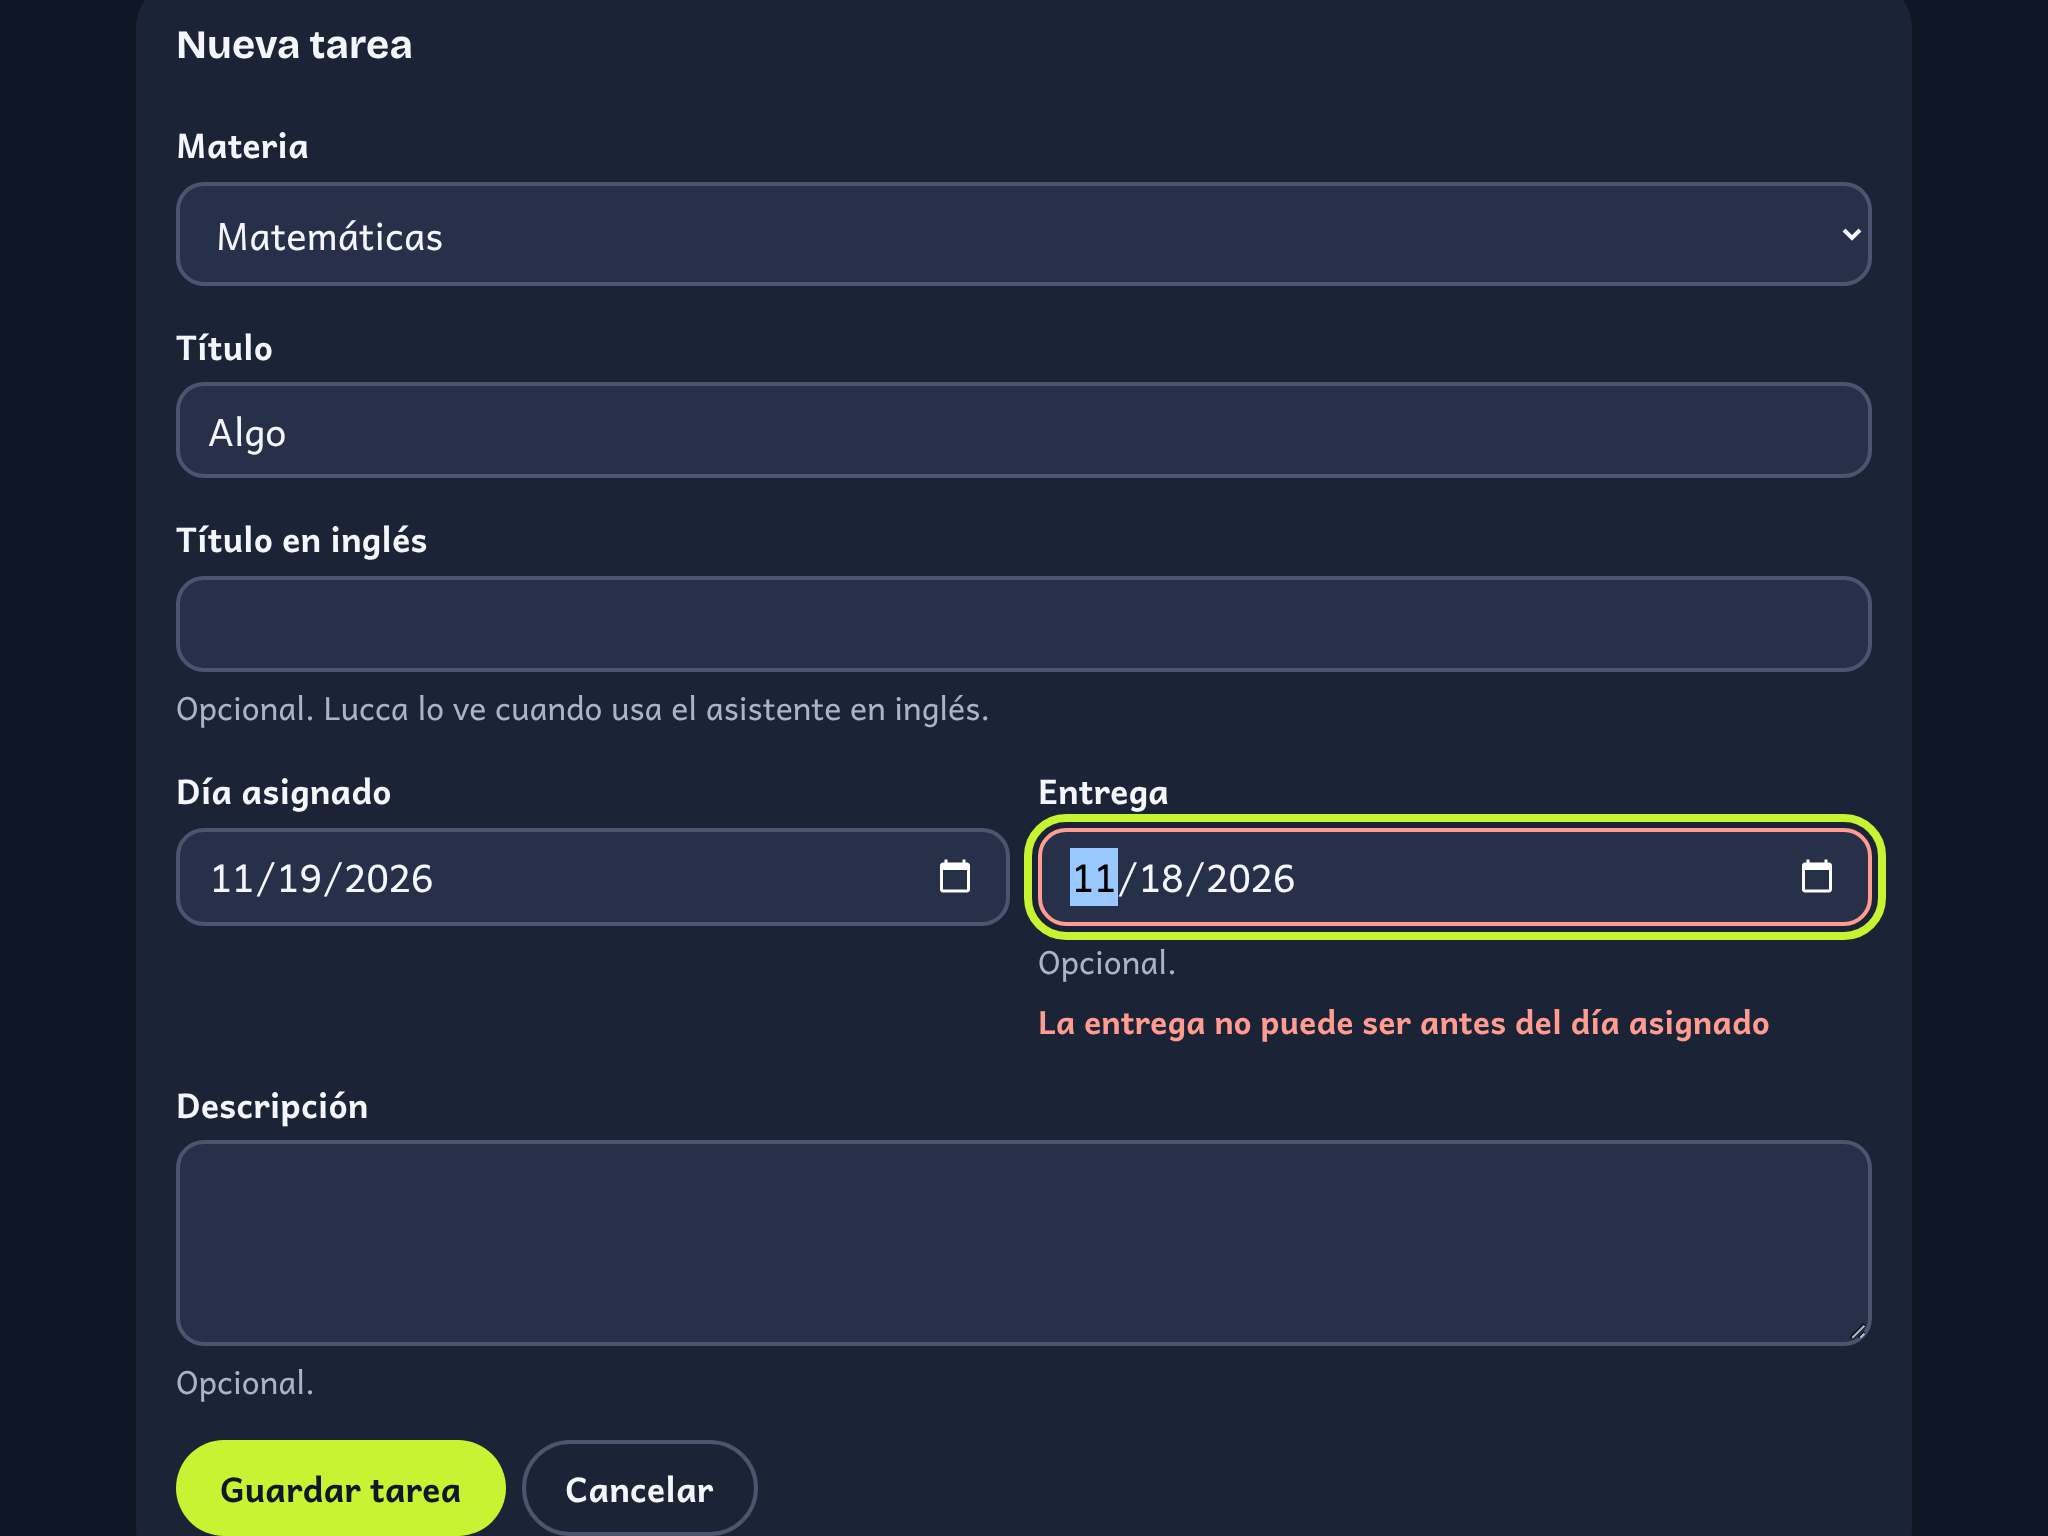 Nueva tarea
Materia
Matemáticas
Título
Algo
Título en inglés
Opcional. Lucca lo ve cuando usa el asistente en inglés.
Día asignado
11/19/2026
Entrega
11/18/2026
Opcional.
La entrega no puede ser antes del día asignado
Descripción
Opcional.
Guardar tarea
Cancelar